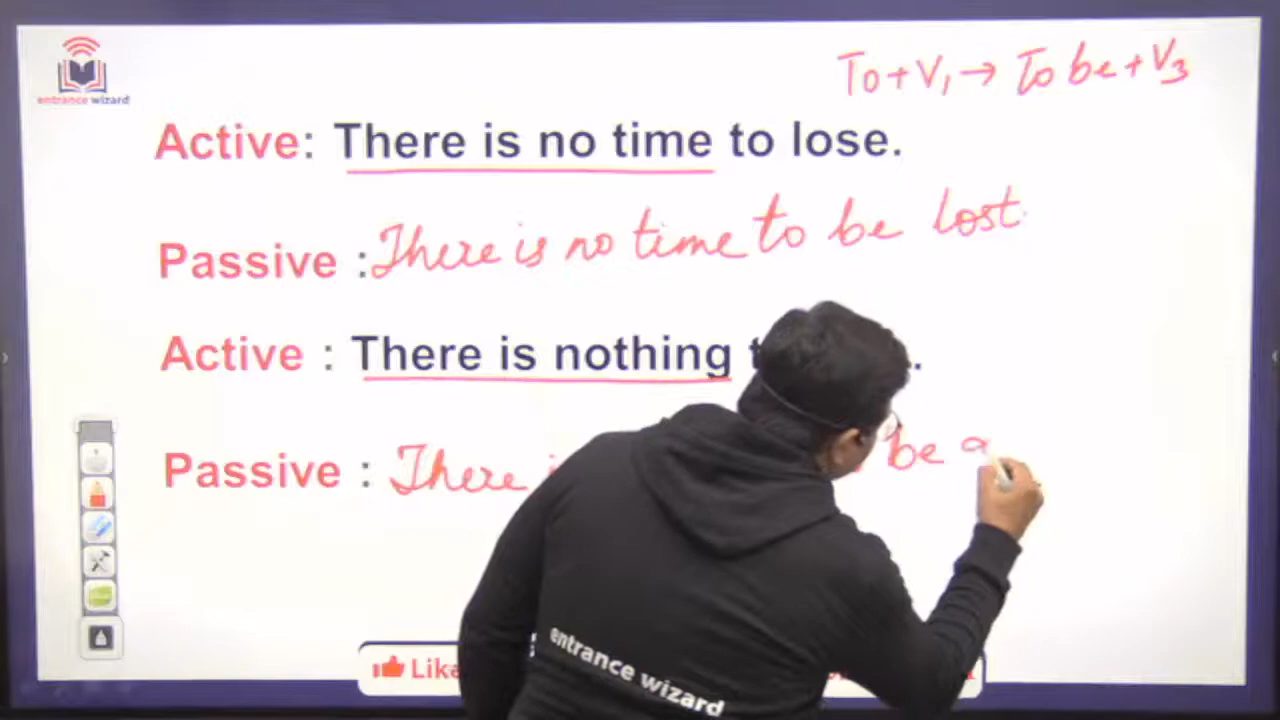 To + V1 → To be + V3
entrance wizard
Active: There is no time to lose.
Passive : There is no time to be lost.
Active : There is nothing
Passive : There be
entrance wizard
Like